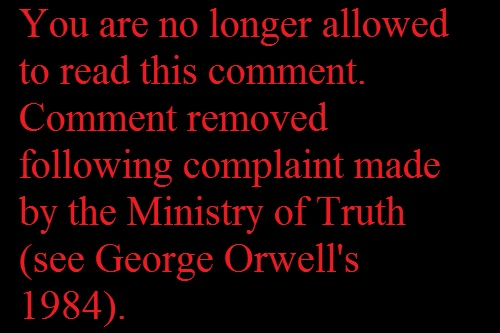 You are no longer allowed
to read this comment.
Comment removed
following complaint made
by the Ministry of Truth
(see George Orwell's
1984).